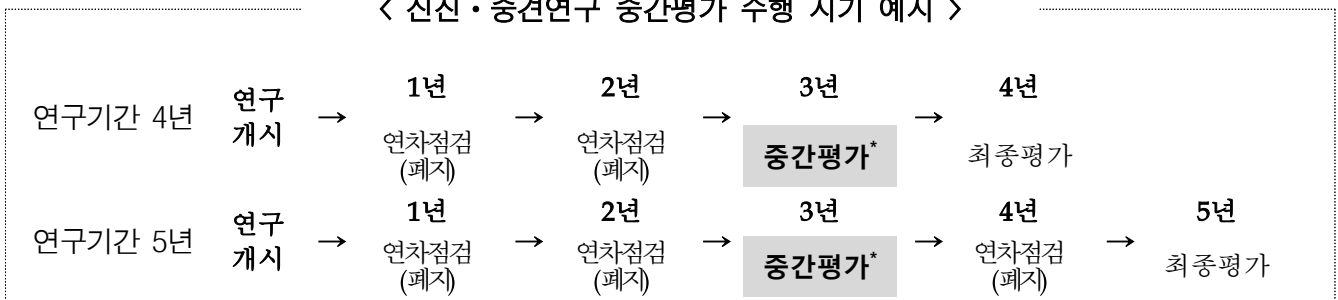 < 신진・중견연구 중간평가 수행 시기 예시 >
1년 2년 3년 4년
연구기간 4년 연구 개시 → → → →
연차점검 (폐지) 연차점검 (폐지) 중간평가* 최종평가
1년 2년 3년 4년 5년
연구기간 5년 연구 개시 → → → → →
연차점검 (폐지) 연차점검 (폐지) 중간평가* 연차점검 (폐지) 최종평가